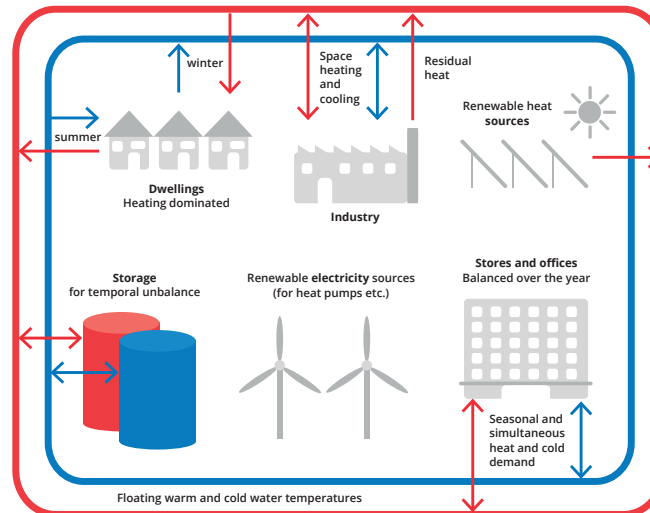 winter
Space
heating
and
cooling
Residual
heat
Renewable heat
sources
summer
Dwellings
Heating dominated
Industry
Storage
for temporal unbalance
Renewable electricity sources
(for heat pumps etc.)
Stores and offices
Balanced over the year
Seasonal and
simultaneous
heat and cold
demand
Floating warm and cold water temperatures